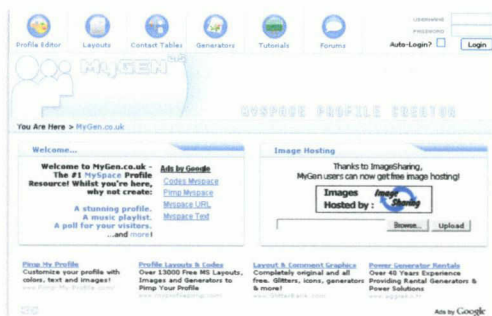 USERNAME
PASSWORD
Profile Editor Layouts Contact Tables Generators Tutorials Forums
Auto-Login? Login
MyGEN
MYSPACE PROFILE CREATOR
You Are Here > MyGen.co.uk
Welcome...
Welcome to MyGen.co.uk -
The #1 MySpace Profile
Resource! Whilst you're here,
why not create:
A stunning profile.
A music playlist.
A poll for your visitors.
...and more!
Ads by Google
Codes Myspace
Pimp Myspace
Myspace URL
Myspace Text
Image Hosting
Thanks to ImageSharing,
MyGen users can now get free image hosting!
Images
Hosted by :
Image
Sharing
Browse... Upload
Pimp My Profile
Customize your profile with
colors, text and images!
Profile Layouts & Codes
Over 13000 Free MS Layouts,
Images and Generators to
Pimp Your Profile
Layout & Comment Graphics
Completely original and all
free. Glitters, icons, generators
& more!
Power Generator Rentals
Over 40 Years Experience
Providing Rental Generators &
Power Solutions
Ads by Google